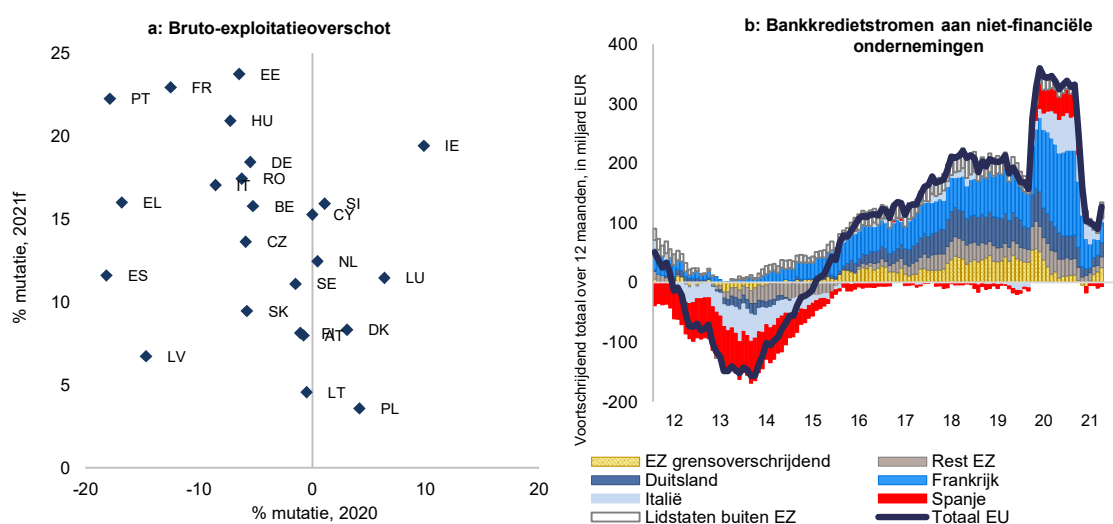 a: Bruto-exploitatieoverschot
% mutatie, 2021f
25
20
15
10
5
0
-20
-10
0
10
20
% mutatie, 2020
EE
FR
PT
HU
IE
DE
RO
IT
EL
BE
SI
CY
CZ
NL
ES
SE
LU
SK
FI
AT
DK
LV
LT
PL
b: Bankkredietstromen aan niet-financiële
ondernemingen
Voortschrijdend totaal over 12 maanden, in miljard EUR
400
300
200
100
0
-100
-200
12
13
14
15
16
17
18
19
20
21
EZ grensoverschrijdend
Rest EZ
Duitsland
Frankrijk
Italië
Spanje
Lidstaten buiten EZ
Totaal EU